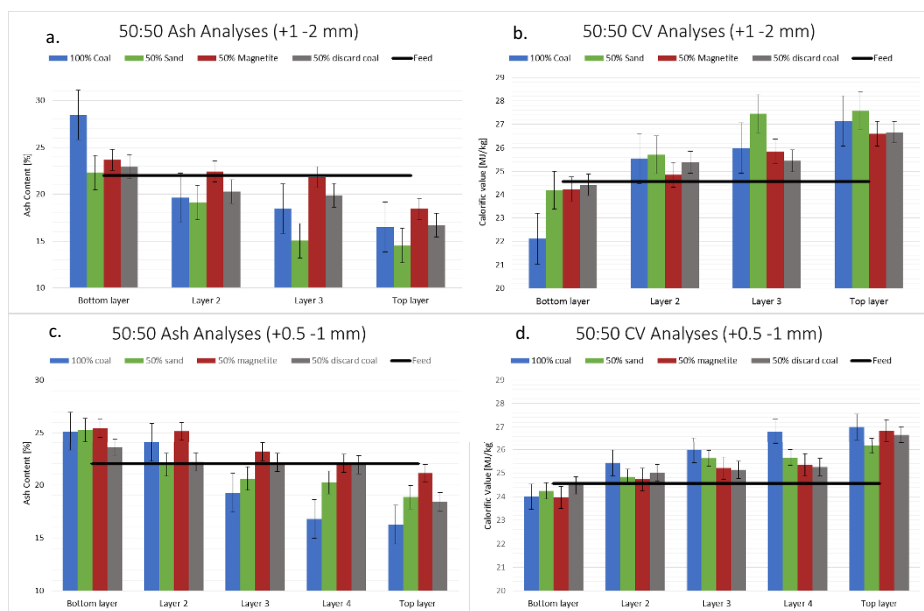 a.
50:50 Ash Analyses (+1 -2 mm)
100% Coal 50% Sand 50% Magnetite 50% discard coal Feed
Ash Content [%]
30
25
20
15
10
Bottom layer Layer 2 Layer 3 Top layer
b.
50:50 CV Analyses (+1 -2 mm)
100% Coal 50% Sand 50% Magnetite 50% discard coal Feed
Calorific value [MJ/kg]
29
28
27
26
25
24
23
22
21
20
Bottom layer Layer 2 Layer 3 Top layer
c.
50:50 Ash Analyses (+0.5 -1 mm)
100% coal 50% sand 50% magnetite 50% discard coal Feed
Ash Content [%]
30
25
20
15
10
Bottom layer Layer 2 Layer 3 Layer 4 Top layer
d.
50:50 CV Analyses (+0.5 -1 mm)
100% coal 50% sand 50% magnetite 50% discard coal Feed
Calorific Value [MJ/kg]
29
28
27
26
25
24
23
22
21
20
Bottom layer Layer 2 Layer 3 Layer 4 Top layer